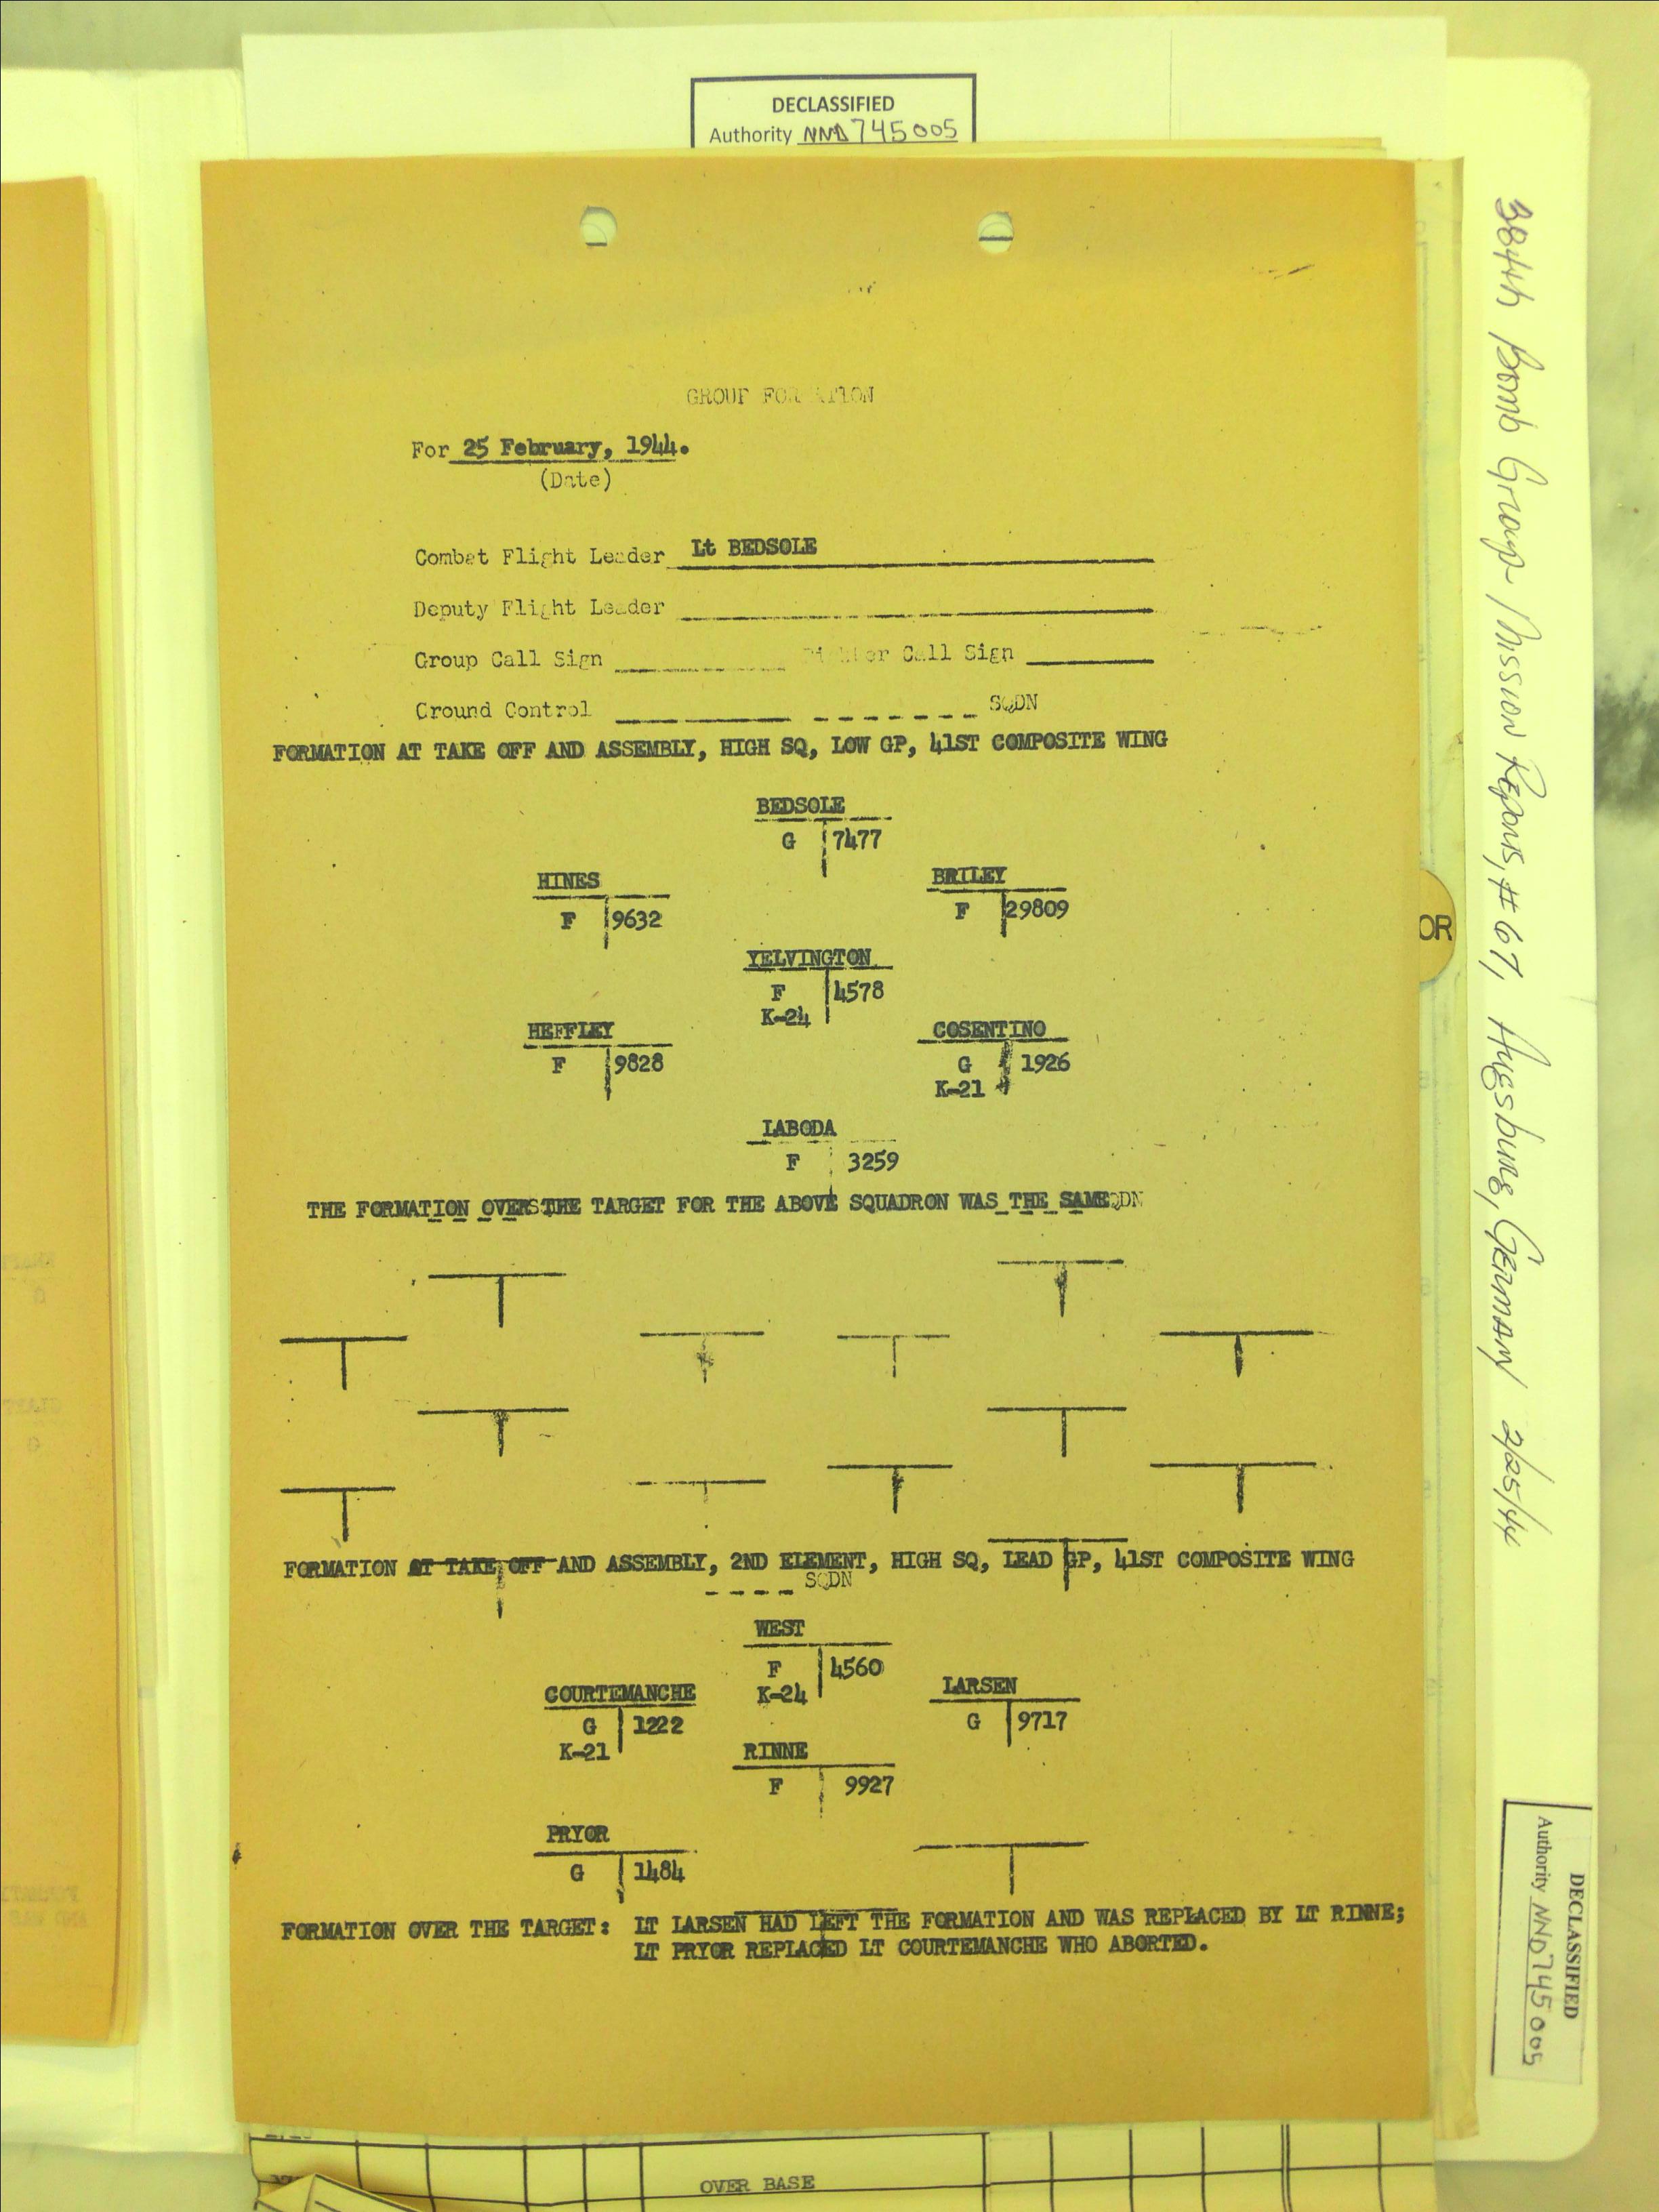 DECLASSIFIED
Authority NND 745005
GROUP FORMATION
For 25 February, 1944.
(Date)
Combat Flight Leader Lt BEDSOLE
Deputy Flight Leader
Group Call Sign Fighter Call Sign
Ground Control SQDN
FORMATION AT TAKE OFF AND ASSEMBLY, HIGH SQ, LOW GP, 41ST COMPOSITE WING
BEDSOLE
G 7477
HINES BRILEY
F 9632 F 29809
YELVINGTON
F 4578
K-24
HEFFLEY COSENTINO
F 9828 G 1926
K-21
LABODA
F 3259
THE FORMATION OVER THE TARGET FOR THE ABOVE SQUADRON WAS THE SAME SQDN
FORMATION AT TAKE OFF AND ASSEMBLY, 2ND ELEMENT, HIGH SQ, LEAD GP, 41ST COMPOSITE WING
SQDN
WEST
F 4560
K-24
COURTEMANCHE LARSEN
G 1222 G 9717
K-21
RINNE
F 9927
PRYOR
G 1484
FORMATION OVER THE TARGET: LT LARSEN HAD LEFT THE FORMATION AND WAS REPLACED BY LT RINNE;
LT PRYOR REPLACED LT COURTEMANCHE WHO ABORTED.
OVER BASE
384th Bomb Group Mission Reports, #67, Augsburg, Germany 2/25/44
OR
DECLASSIFIED
Authority NND 745005